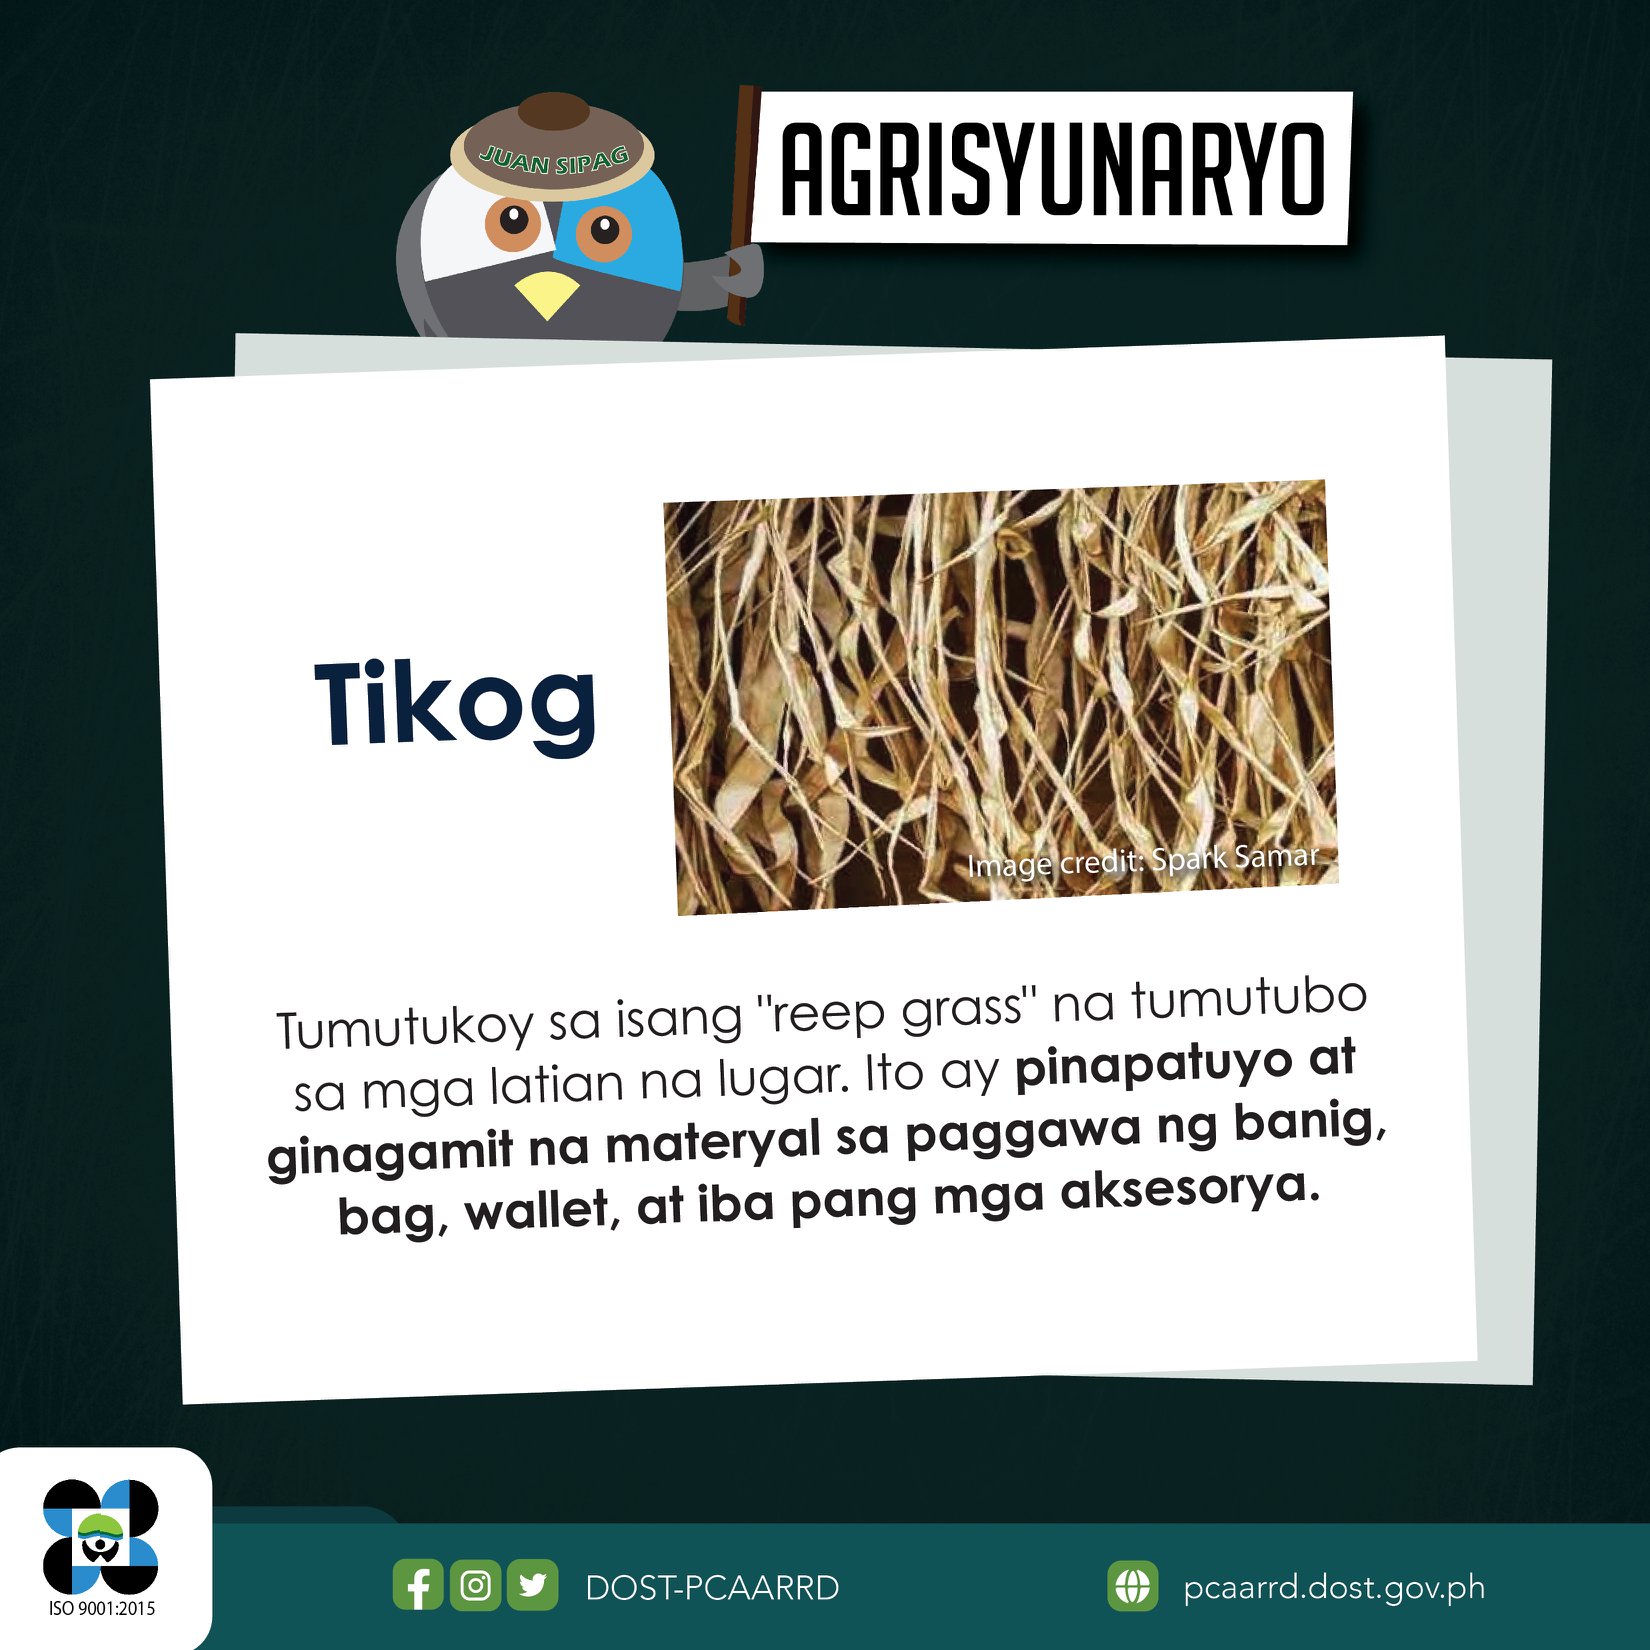 JUAN SIPAG
AGRISYUNARYO
Tikog
Image credit: Spark Samar
Tumutukoy sa isang "reep grass" na tumutubo
sa mga latian na lugar. Ito ay pinapatuyo at
ginagamit na materyal sa paggawa ng banig,
bag, wallet, at iba pang mga aksesorya.
ISO 9001:2015
DOST-PCAARRD
pcaarrd.dost.gov.ph